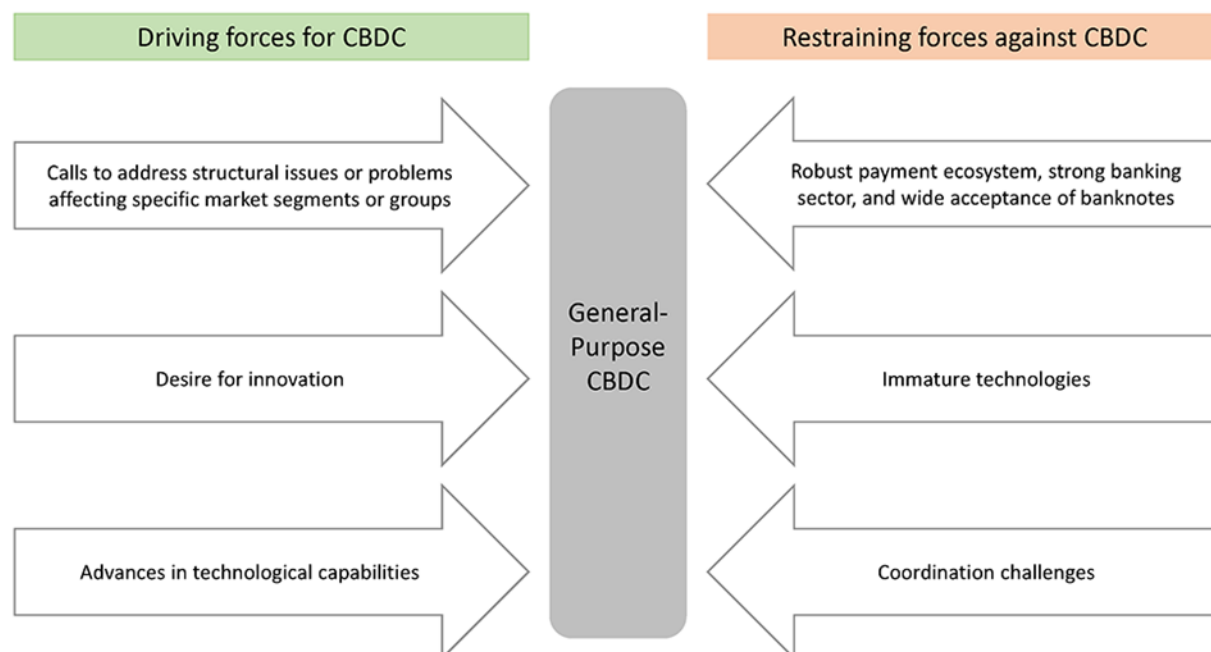 Driving forces for CBDC
Restraining forces against CBDC
Calls to address structural issues or problems
affecting specific market segments or groups
Robust payment ecosystem, strong banking
sector, and wide acceptance of banknotes
General-
Purpose
CBDC
Desire for innovation
Immature technologies
Advances in technological capabilities
Coordination challenges